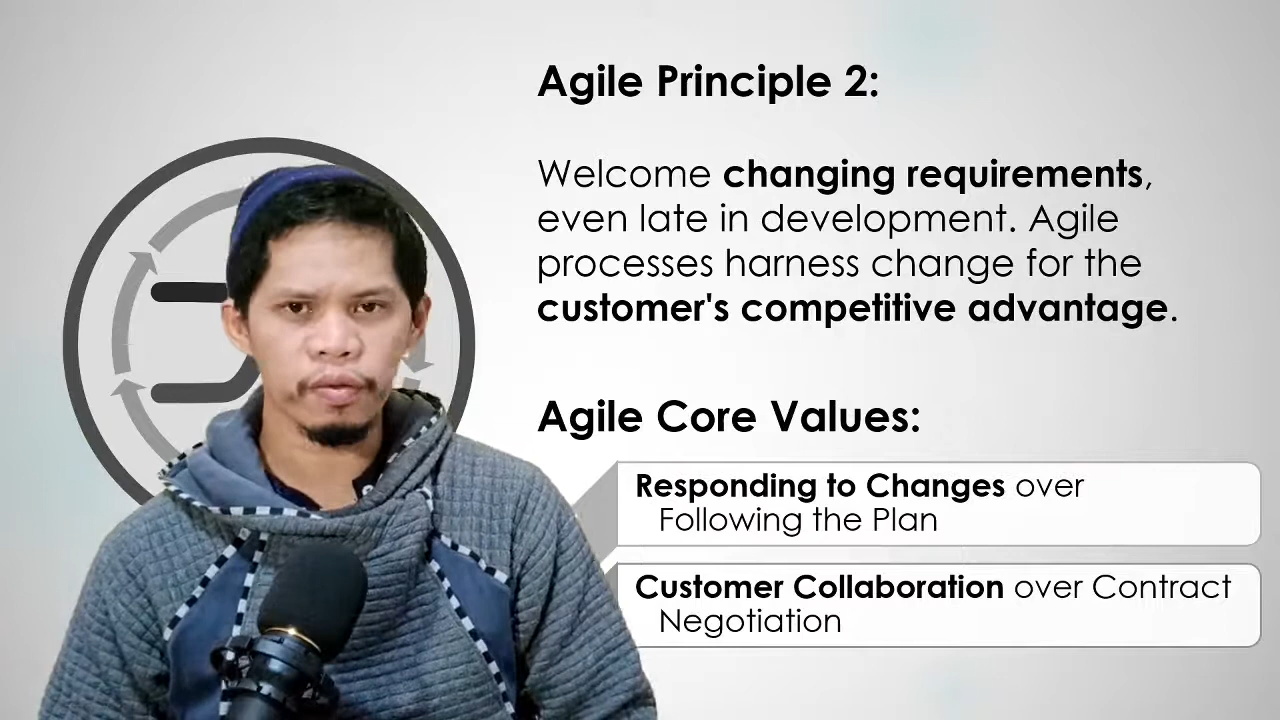 Agile Principle 2:
Welcome changing requirements,
even late in development. Agile
processes harness change for the
customer's competitive advantage.
Agile Core Values:
Responding to Changes over
Following the Plan
Customer Collaboration over Contract
Negotiation